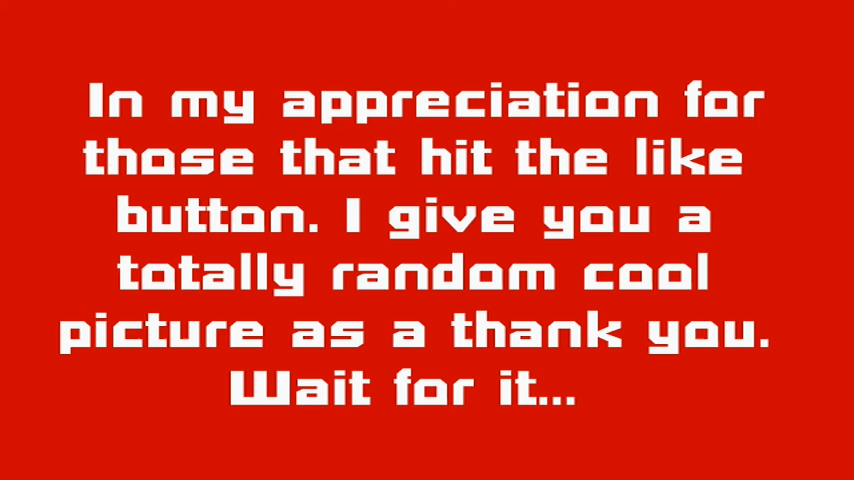 In my appreciation for
those that hit the like
button. I give you a
totally random cool
picture as a thank you.
Wait for it...